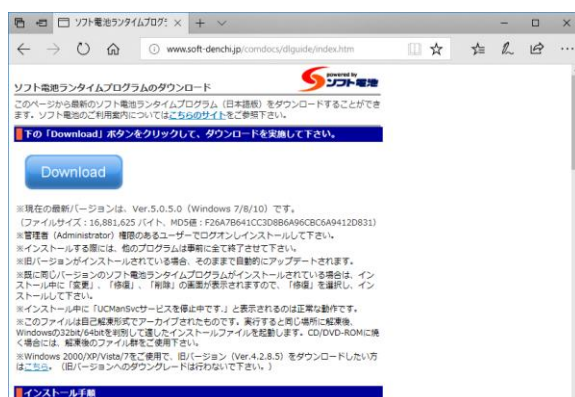 ソフト電池ランタイムプログ
www.soft-denchi.jp/comdocs/dlguide/index.htm
powered by
ソフト電池
ソフト電池ランタイムプログラムのダウンロード
このページから最新のソフト電池ランタイムプログラム（日本語版）をダウンロードすることができ
ます。ソフト電池のご利用案内についてはこちらのサイトをご参照下さい。
下の「Download」ボタンをクリックして、ダウンロードを実施して下さい。
Download
※現在の最新バージョンは、Ver.5.0.5.0（Windows 7/8/10）です。
（ファイルサイズ：16,881,625 バイト、MD5値：F26A7B641CC3D8B6A96CBC6A9412D831）
※管理者（Administrator）権限のあるユーザーでログオンしインストールして下さい。
※インストールする際には、他のプログラムは事前に全て終了させて下さい。
※旧バージョンがインストールされている場合、そのままで自動的にアップデートされます。
※既に同じバージョンのソフト電池ランタイムプログラムがインストールされている場合は、イン
ストール中に「変更」、「修復」、「削除」の画面が表示されますので、「修復」を選択し、イン
ストールして下さい。
※インストール中に「UCManSvcサービスを停止中です.」と表示されるのは正常な動作です。
※このファイルは自己解凍形式でアーカイブされたものです。実行すると同じ場所に解凍後、
Windowsの32bit/64bitを判別して適したインストールファイルを起動します。CD/DVD-ROMに焼
く場合には、解凍後のファイル群をご使用下さい。
※Windows 2000/XP/Vista/7をご使用で、旧バージョン（Ver.4.2.8.5）をダウンロードしたい方
はこちら。（旧バージョンへのダウングレードは行わないで下さい。）
インストール手順